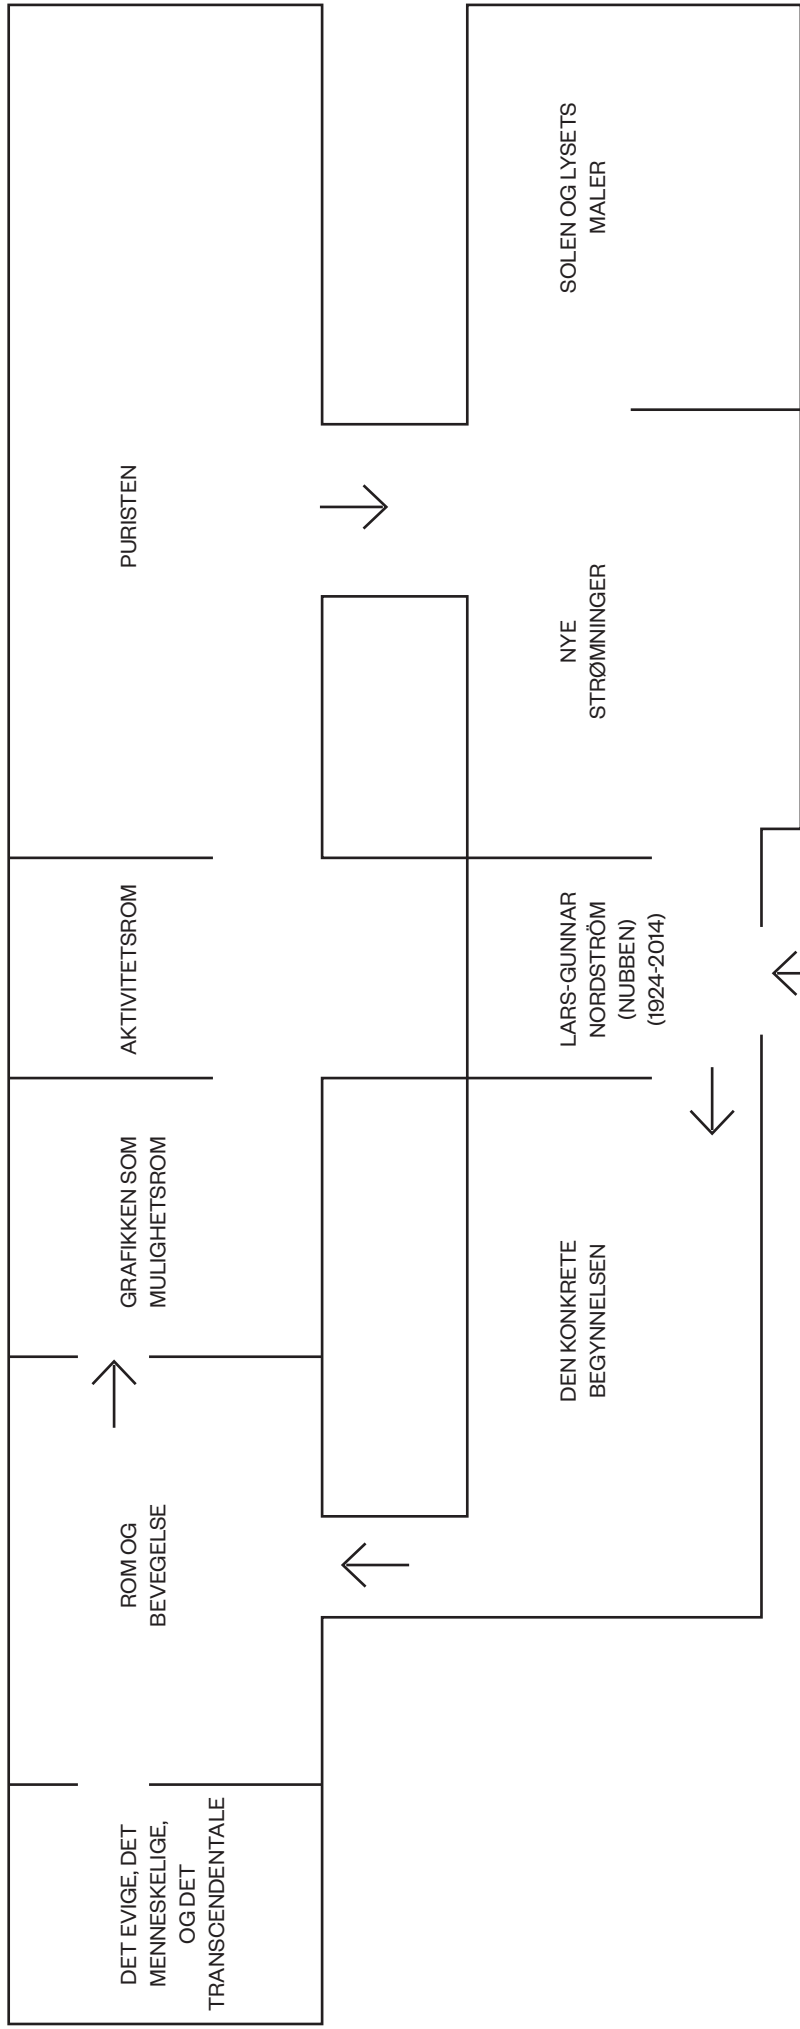 DET EVIGE, DET
MENNESKELIGE,
OG DET
TRANSCENDENTALE
ROM OG
BEVEGELSE
GRAFIKKEN SOM
MULIGHETSROM
AKTIVITETSROM
PURISTEN
DEN KONKRETE
BEGYNNELSEN
LARS-GUNNAR
NORDSTRÖM
(NUBBEN)
(1924-2014)
NYE
STRØMNINGER
SOLEN OG LYSETS
MALER